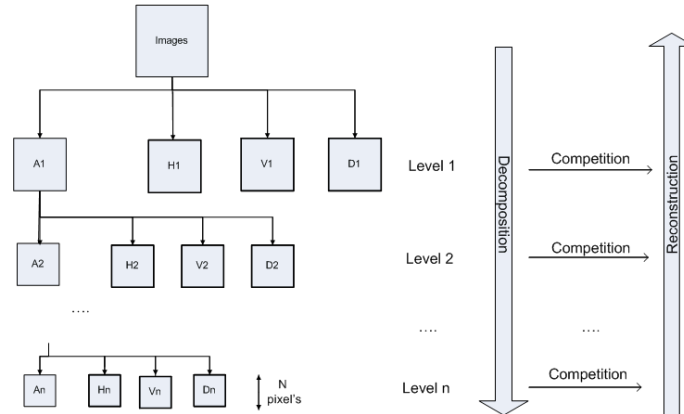 Images
A1 H1 V1 D1 Level 1 Competition
A2 H2 V2 D2 Level 2 Competition
Decomposition
Reconstruction
.... .... ....
An Hn Vn Dn N Level n Competition
pixel's